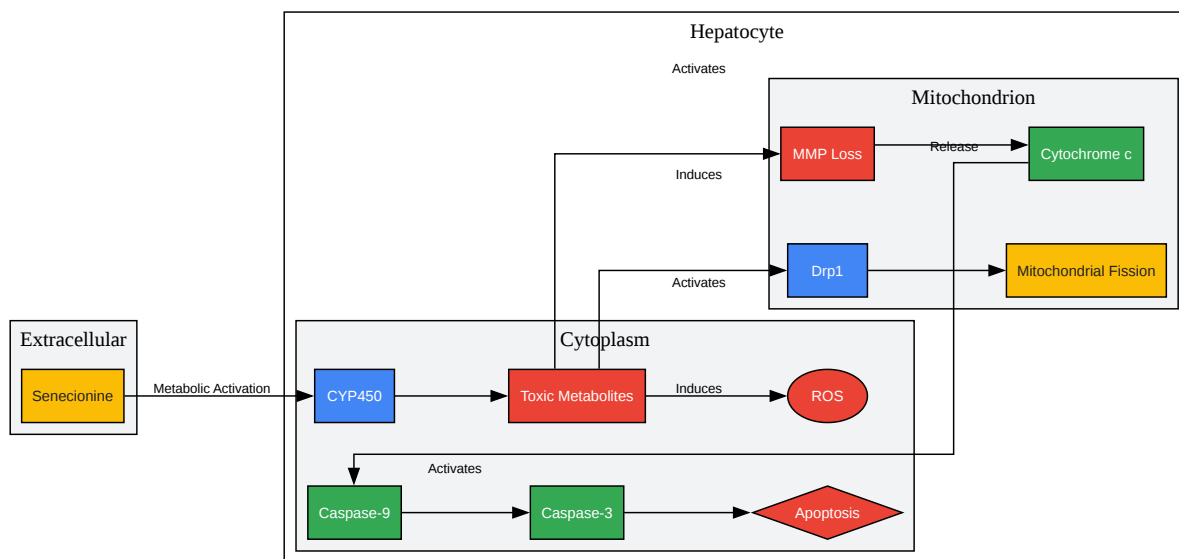 Hepatocyte
Activates
Mitochondrion
MMP Loss
Release
Cytochrome c
Induces
Drp1
Mitochondrial Fission
Activates
Extracellular
Cytoplasm
Senecionine
Metabolic Activation
CYP450
Toxic Metabolites
Induces
ROS
Activates
Caspase-9
Caspase-3
Apoptosis